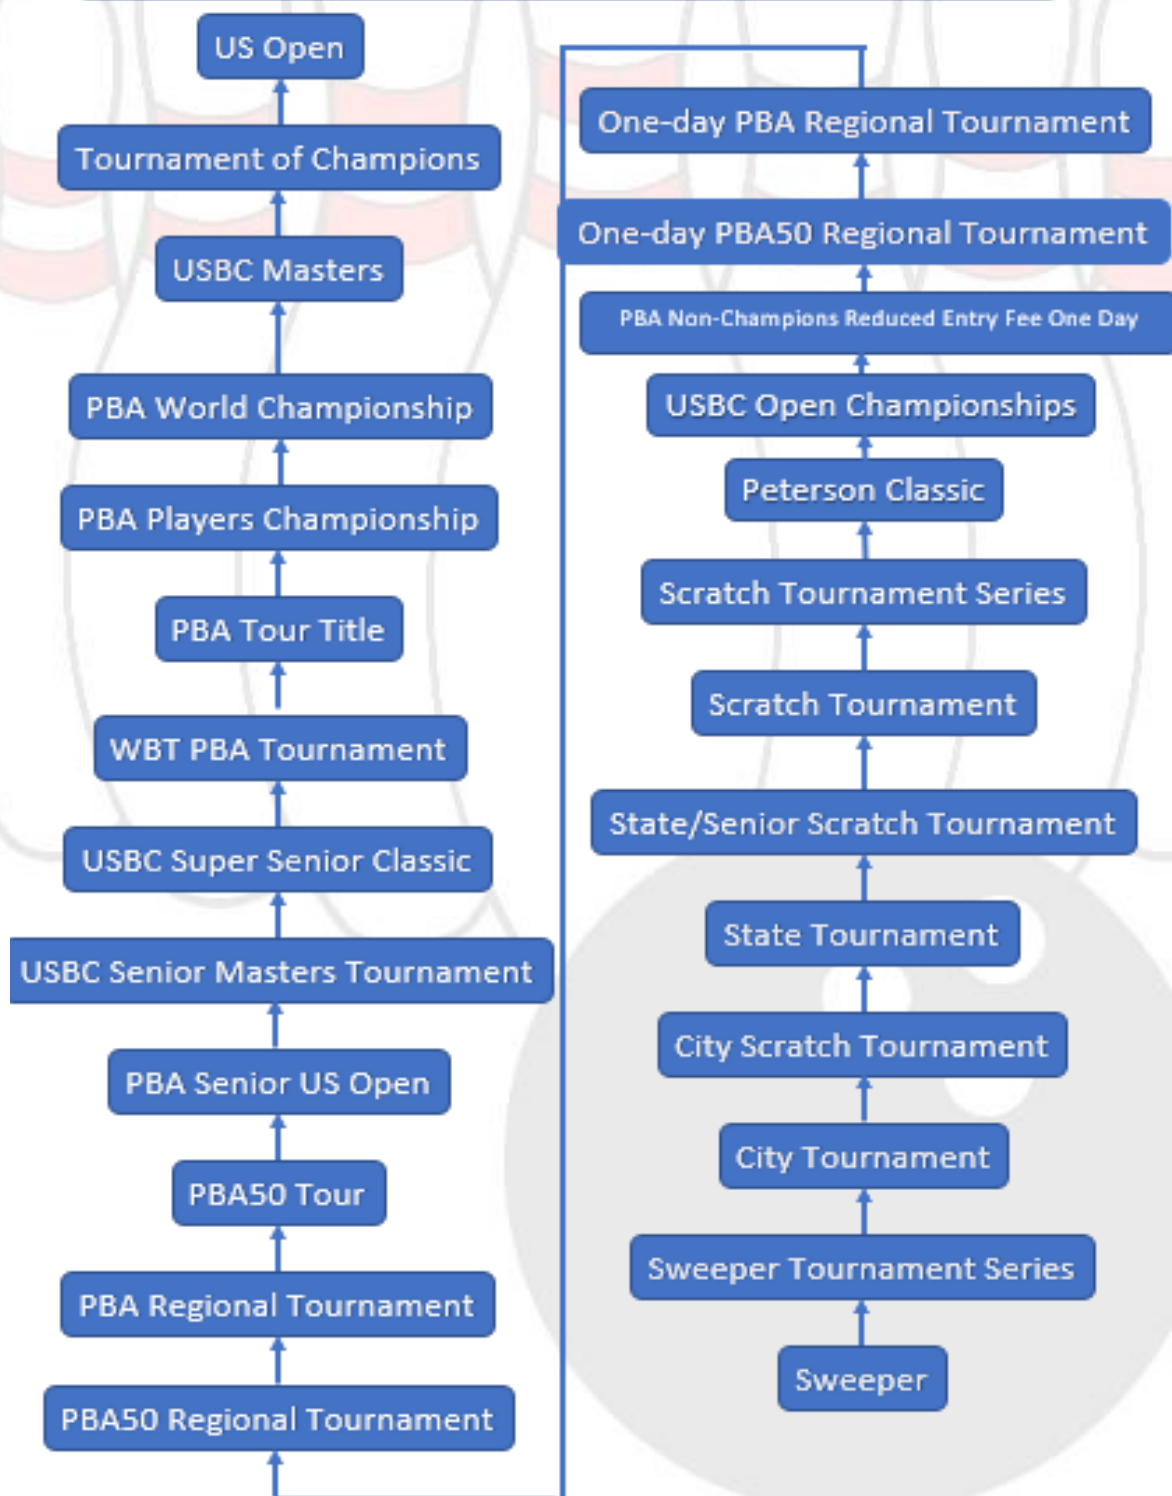 US Open
Tournament of Champions
USBC Masters
PBA World Championship
PBA Players Championship
PBA Tour Title
WBT PBA Tournament
USBC Super Senior Classic
USBC Senior Masters Tournament
PBA Senior US Open
PBA50 Tour
PBA Regional Tournament
PBA50 Regional Tournament
One-day PBA Regional Tournament
One-day PBA50 Regional Tournament
PBA Non-Champions Reduced Entry Fee One Day
USBC Open Championships
Peterson Classic
Scratch Tournament Series
Scratch Tournament
State/Senior Scratch Tournament
State Tournament
City Scratch Tournament
City Tournament
Sweeper Tournament Series
Sweeper